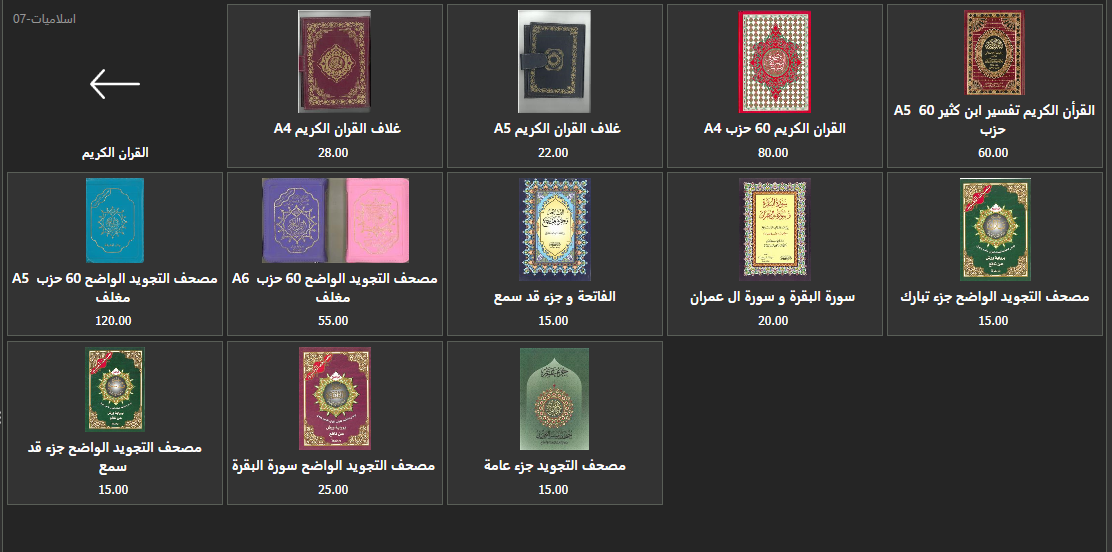 اسلاميات-07
القران الكريم
غلاف القران الكريم A4
28.00
غلاف القران الكريم A5
22.00
القران الكريم 60 حزب A4
80.00
القرأن الكريم تفسير ابن كثير 60 A5
حزب
60.00
مصحف التجويد الواضح 60 حزب A5
مغلف
120.00
مصحف التجويد الواضح 60 حزب A6
مغلف
55.00
الفاتحة و جزء قد سمع
15.00
سورة البقرة و سورة ال عمران
20.00
مصحف التجويد الواضح جزء تبارك
15.00
مصحف التجويد الواضح جزء قد
سمع
15.00
مصحف التجويد الواضح سورة البقرة
25.00
مصحف التجويد جزء عامة
15.00